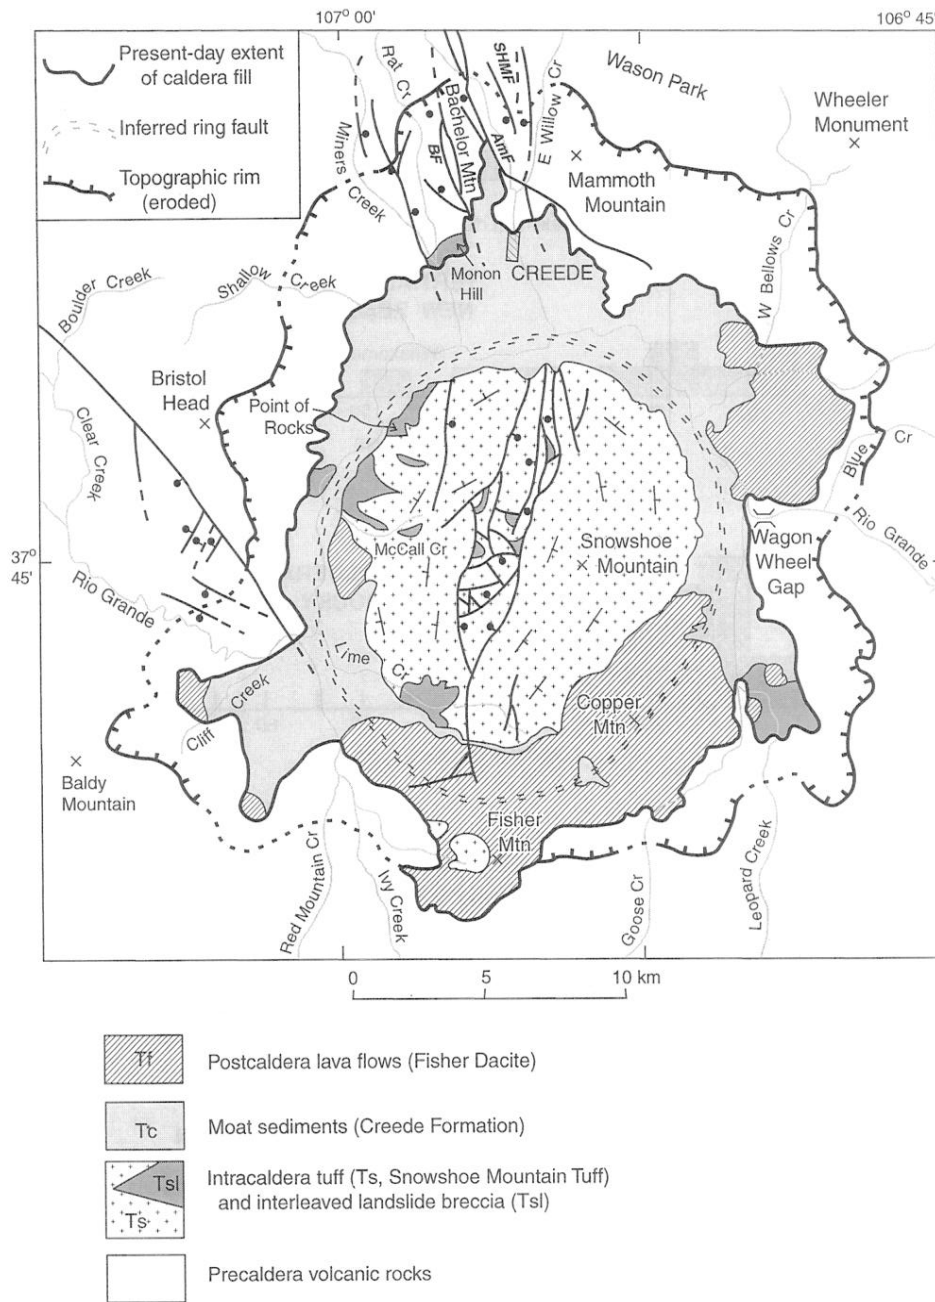 107° 00'
106° 45'
Present-day extent
of caldera fill
Inferred ring fault
Topographic rim
(eroded)
Rat Cr
Miners Creek
BF
Bachelor Mtn
SHMF
AmF
E Willow Cr
Wason Park
Wheeler
Monument
Mammoth
Mountain
W Bellows Cr
Monon
Hill
CREEDE
Boulder Creek
Shallow Creek
Bristol
Head
Point of
Rocks
Clear Creek
Blue Cr
Rio Grande
McCall Cr
Snowshoe
Mountain
Wagon
Wheel
Gap
37°
45'
Rio Grande
Lime Cr
Cliff Creek
Copper
Mtn
Baldy
Mountain
Fisher
Mtn
Red Mountain Cr
Ivy Creek
Goose Cr
Leopard Creek
0 5 10 km
Tf Postcaldera lava flows (Fisher Dacite)
Tc Moat sediments (Creede Formation)
Tsl Intracaldera tuff (Ts, Snowshoe Mountain Tuff)
Ts and interleaved landslide breccia (Tsl)
Precaldera volcanic rocks